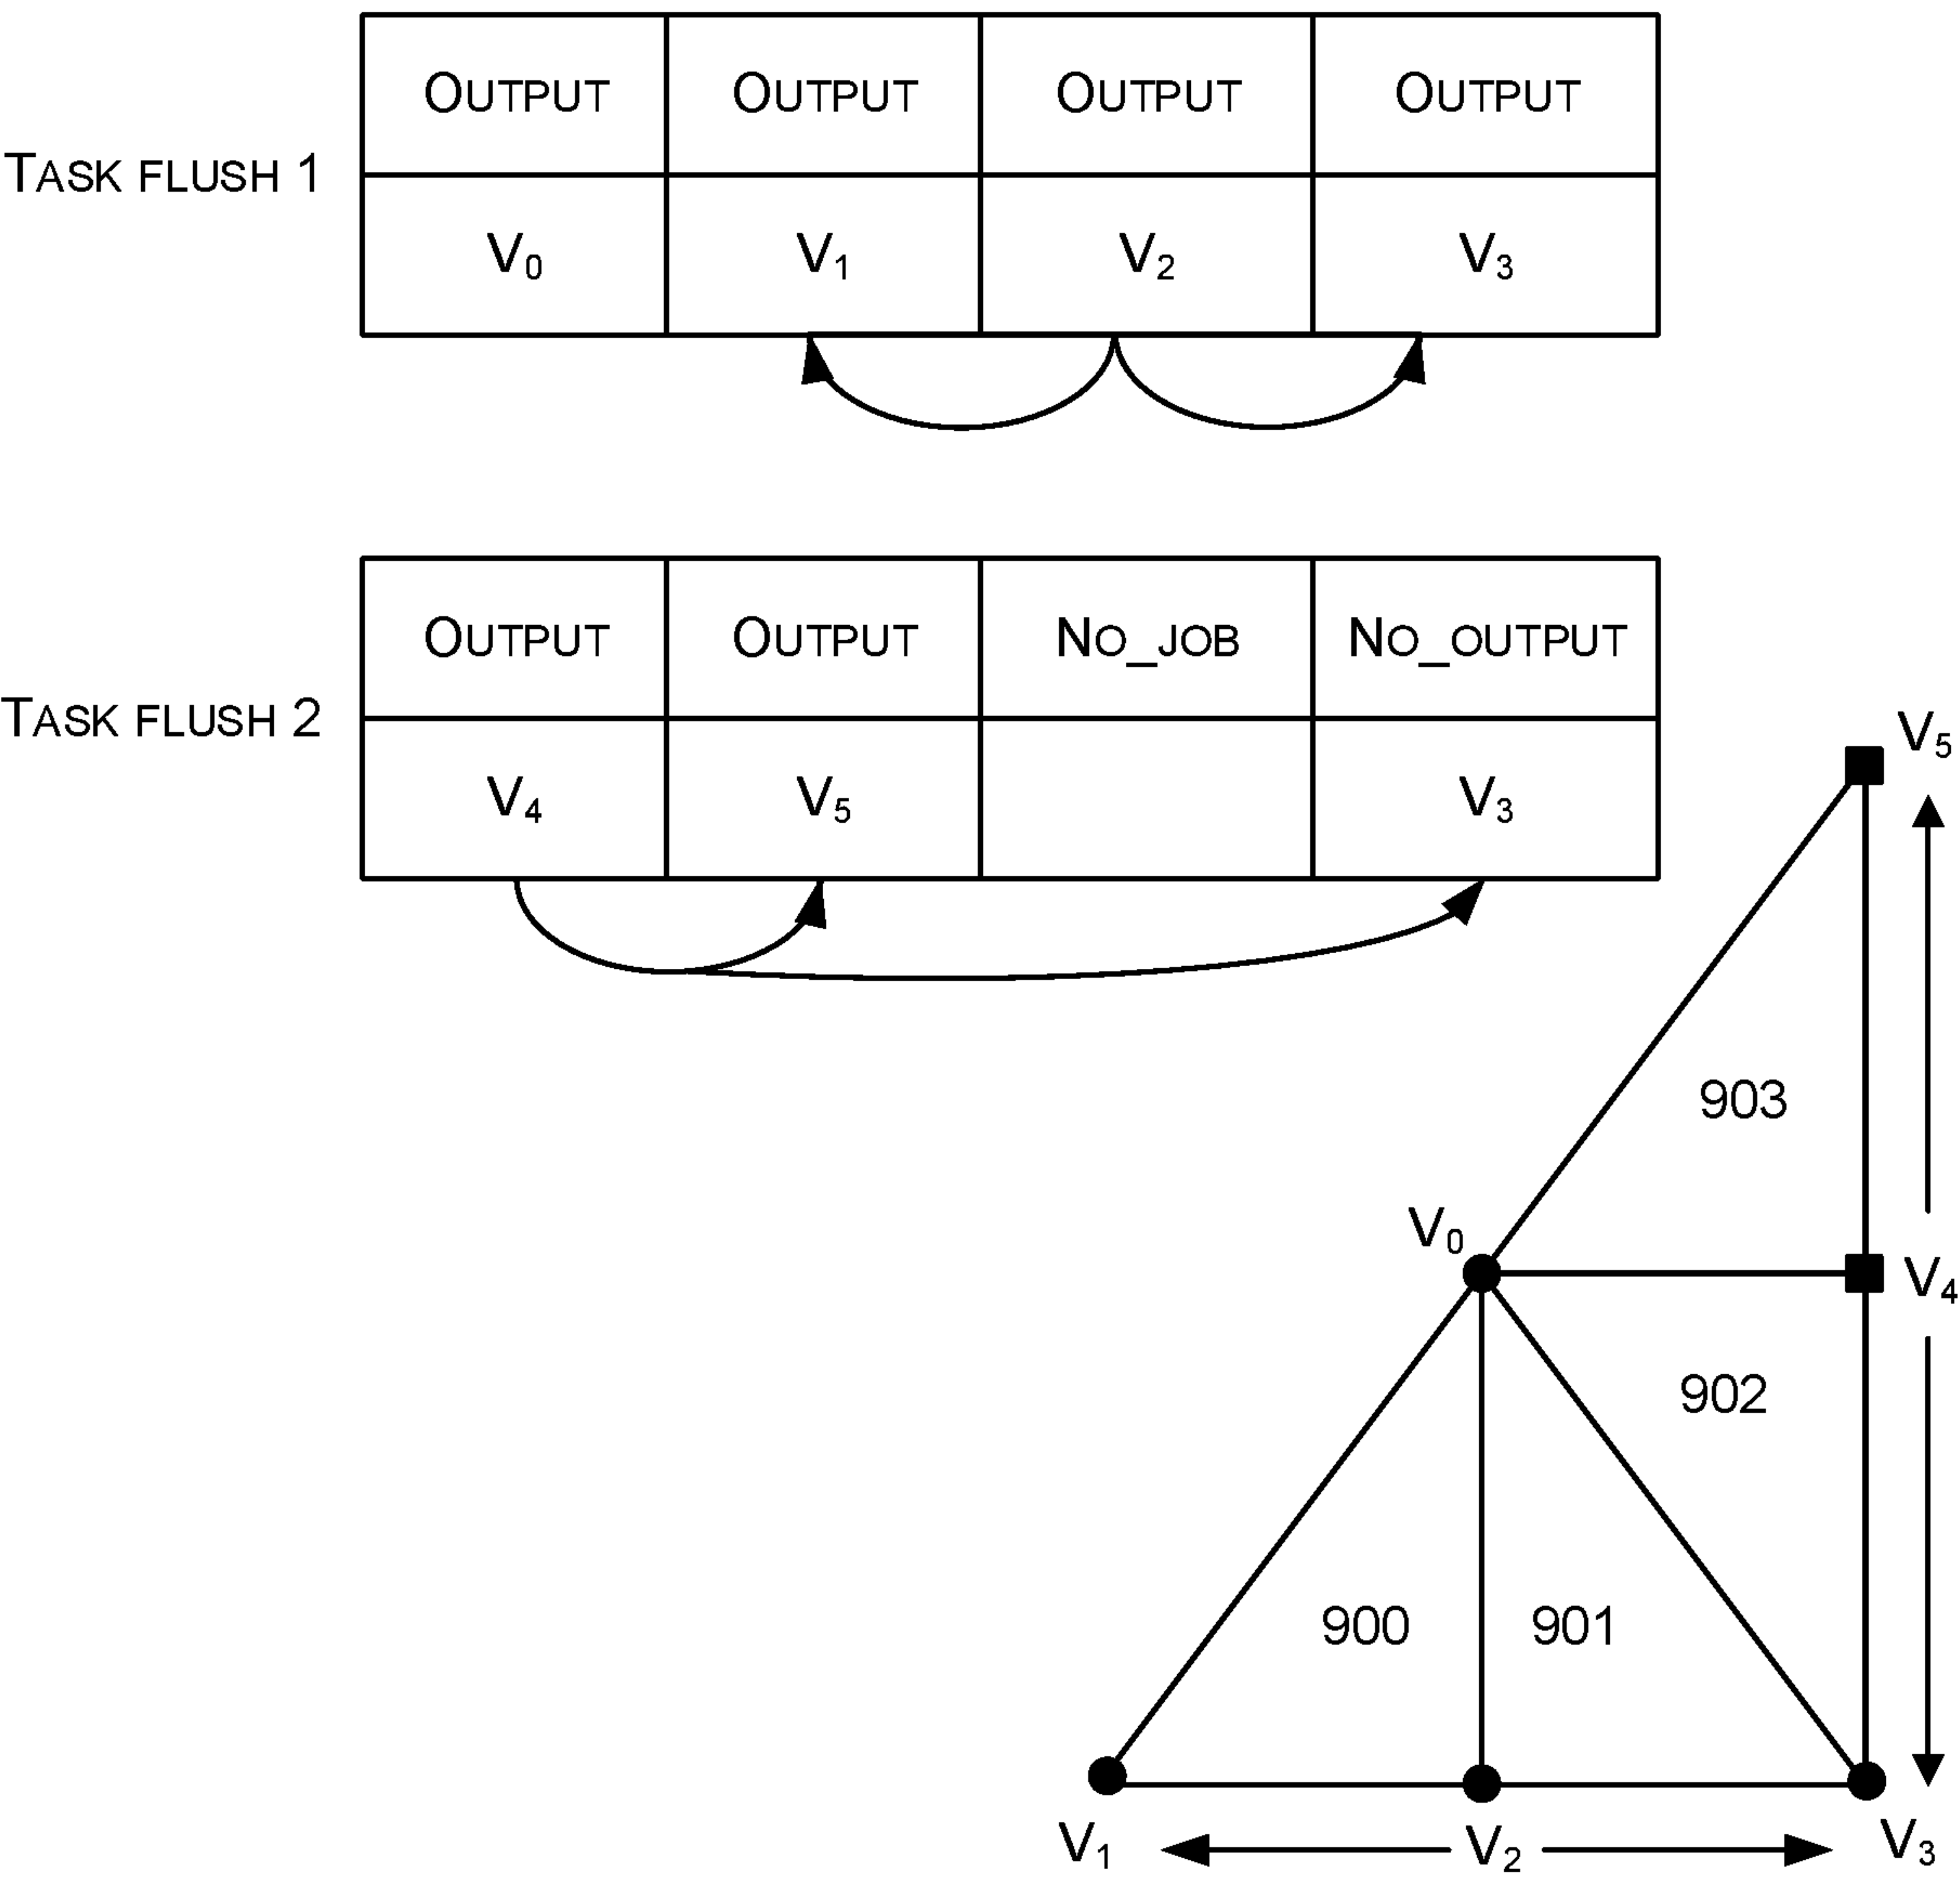 OUTPUT OUTPUT OUTPUT OUTPUT
TASK FLUSH 1
V0 V1 V2 V3
OUTPUT OUTPUT NO_JOB NO_OUTPUT
TASK FLUSH 2
V4 V5 V3
V5
903
V0
V4
902
900 901
V1 V2 V3